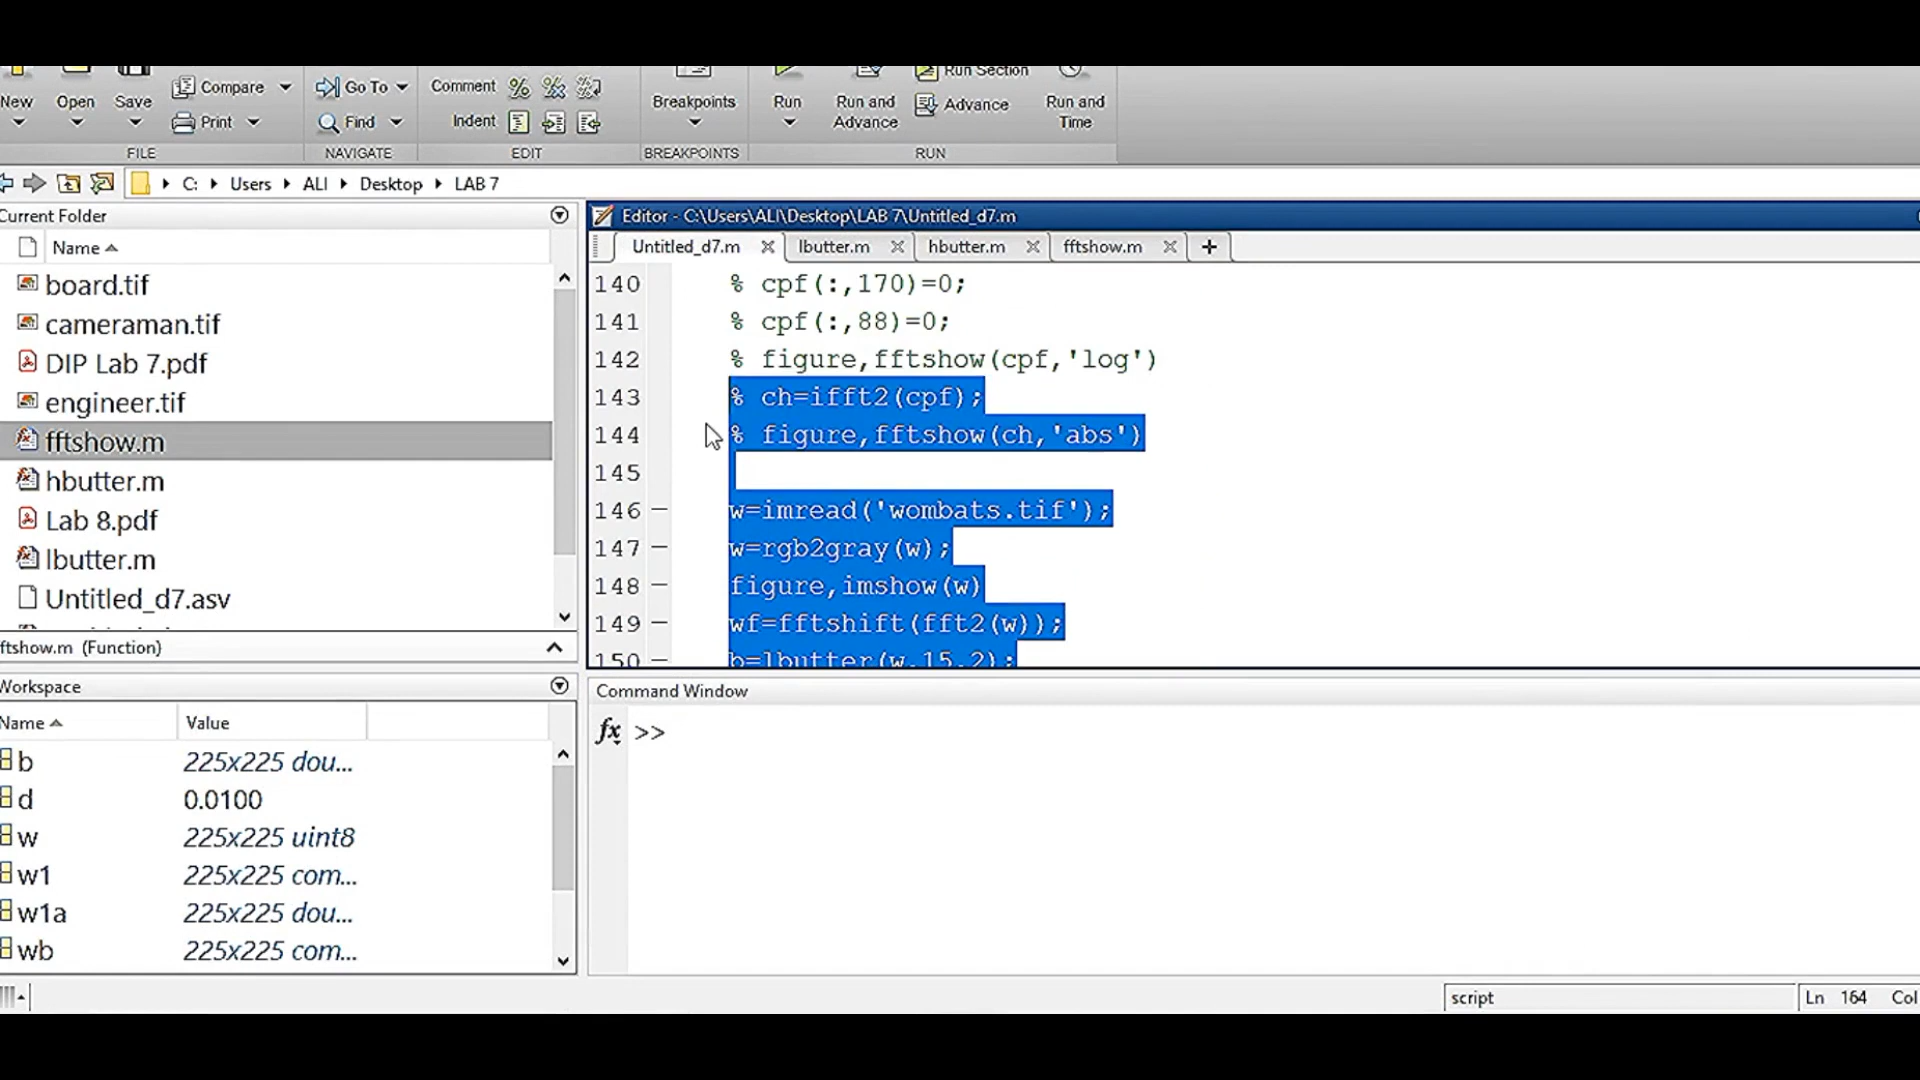 New
Open
Save
Compare
Print
FILE
Go To
Find
NAVIGATE
Comment
Indent
EDIT
Breakpoints
BREAKPOINTS
Run
Run and Advance
Run Section
Advance
Run and Time
RUN
C: Users ALI Desktop LAB 7
Current Folder
Name
board.tif
cameraman.tif
DIP Lab 7.pdf
engineer.tif
fftshow.m
hbutter.m
Lab 8.pdf
lbutter.m
Untitled_d7.asv
ftshow.m (Function)
Workspace
Name Value
b 225x225 dou...
d 0.0100
w 225x225 uint8
w1 225x225 com...
w1a 225x225 dou...
wb 225x225 com...
Editor - C:\Users\ALI\Desktop\LAB 7\Untitled_d7.m
Untitled_d7.m lbutter.m hbutter.m fftshow.m
140 % cpf(:,170)=0;
141 % cpf(:,88)=0;
142 % figure,fftshow(cpf,'log')
143 % ch=ifft2(cpf);
144 % figure,fftshow(ch,'abs')
145
146 w=imread('wombats.tif');
147 w=rgb2gray(w);
148 figure,imshow(w)
149 wf=fftshift(fft2(w));
150 b=lbutter(w,15,2);
Command Window
fx >>
script
Ln 164 Col